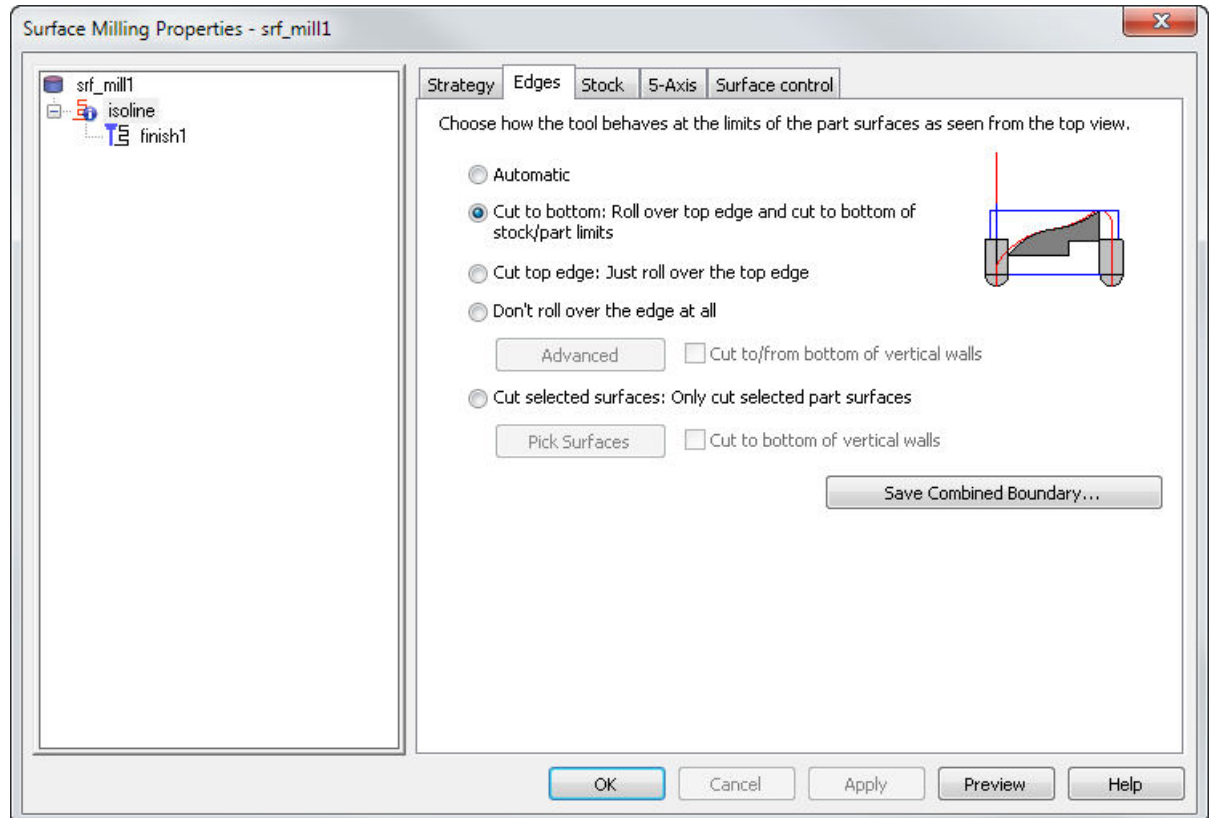 Surface Milling Properties - srf_mill1
srf_mill1
isoline
finish1
Strategy Edges Stock 5-Axis Surface control
Choose how the tool behaves at the limits of the part surfaces as seen from the top view.
Automatic
Cut to bottom: Roll over top edge and cut to bottom of
stock/part limits
Cut top edge: Just roll over the top edge
Don't roll over the edge at all
Advanced Cut to/from bottom of vertical walls
Cut selected surfaces: Only cut selected part surfaces
Pick Surfaces Cut to bottom of vertical walls
Save Combined Boundary...
OK Cancel Apply Preview Help